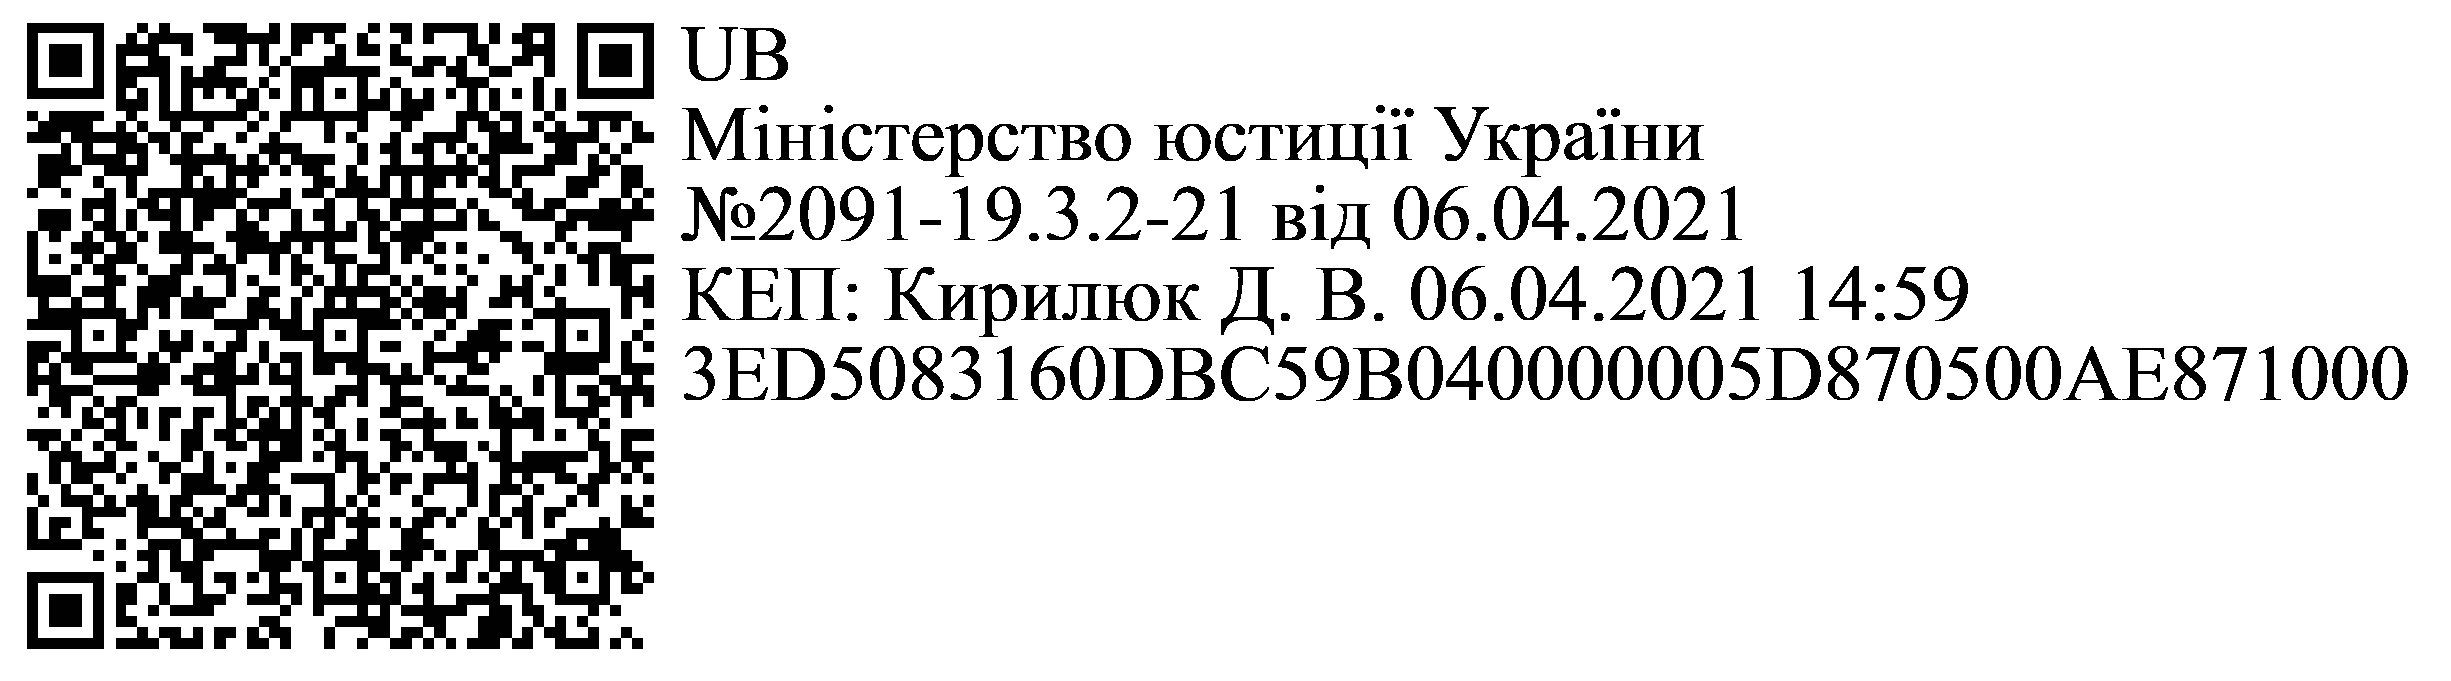 UB
Міністерство юстиції України
№2091-19.3.2-21 від 06.04.2021
КЕП: Кирилюк Д. В. 06.04.2021 14:59
3ED5083160DBC59B040000005D870500AE871000